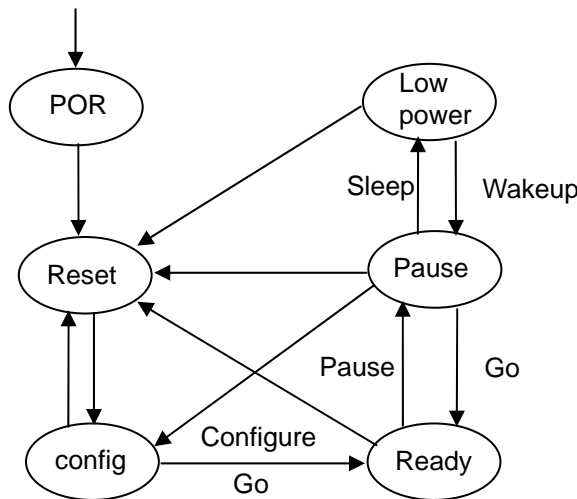 POR
Low
power
Sleep
Wakeup
Reset
Pause
Pause
Go
Configure
config
Go
Ready